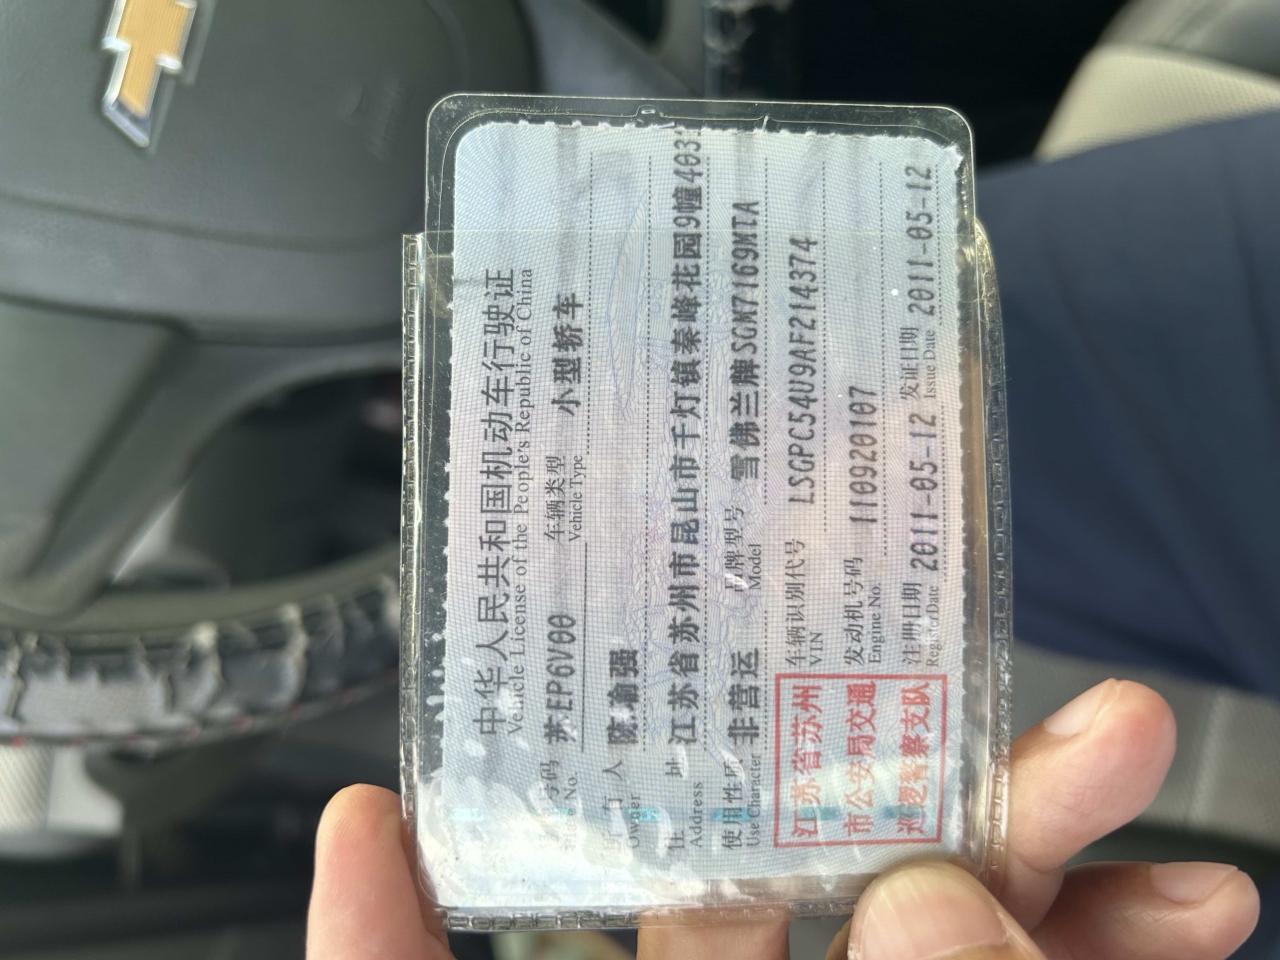 中华人民共和国机动车行驶证
Vehicle License of the People's Republic of China
号码 苏EP6V00 车辆类型 小型轿车
No. Vehicle Type
人 陈瑜强
Owner
住 址 江苏省苏州市昆山市千灯镇秦峰花园9幢403
Address
使用性质 非营运 品牌型号 雪佛兰牌SGM7169MTA
Use Character Model
车辆识别代号 LSGPC54U9AF214374
VIN
发动机号码 110920107
Engine No.
注册日期 2011-05-12 发证日期 2011-05-12
Register Date Issue Date
江苏省苏州
市公安局交通
巡逻警察支队